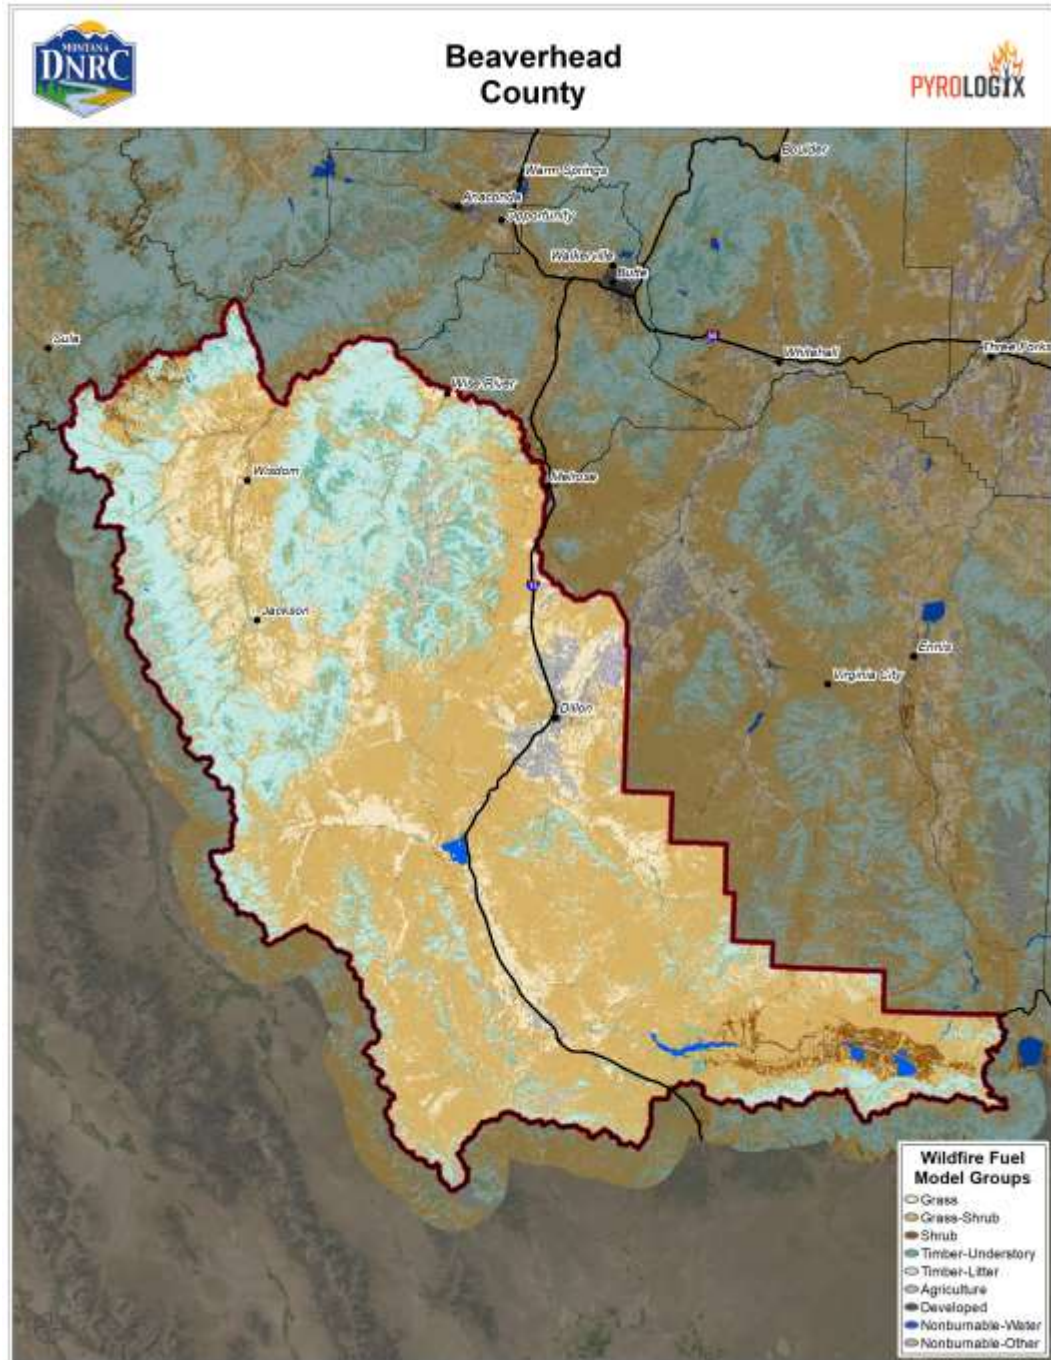 MONTANA
DNRC
Beaverhead
County
PYROLOGIX
Boulder
Warm Springs
Anaconda
Opportunity
Walkerville
Butte
Sula
Whitehall
Three Forks
Wise River
Wisdom
Melrose
Jackson
Ennis
Virginia City
Dillon
Wildfire Fuel
Model Groups
Grass
Grass-Shrub
Shrub
Timber-Understory
Timber-Litter
Agriculture
Developed
Nonburnable-Water
Nonburnable-Other